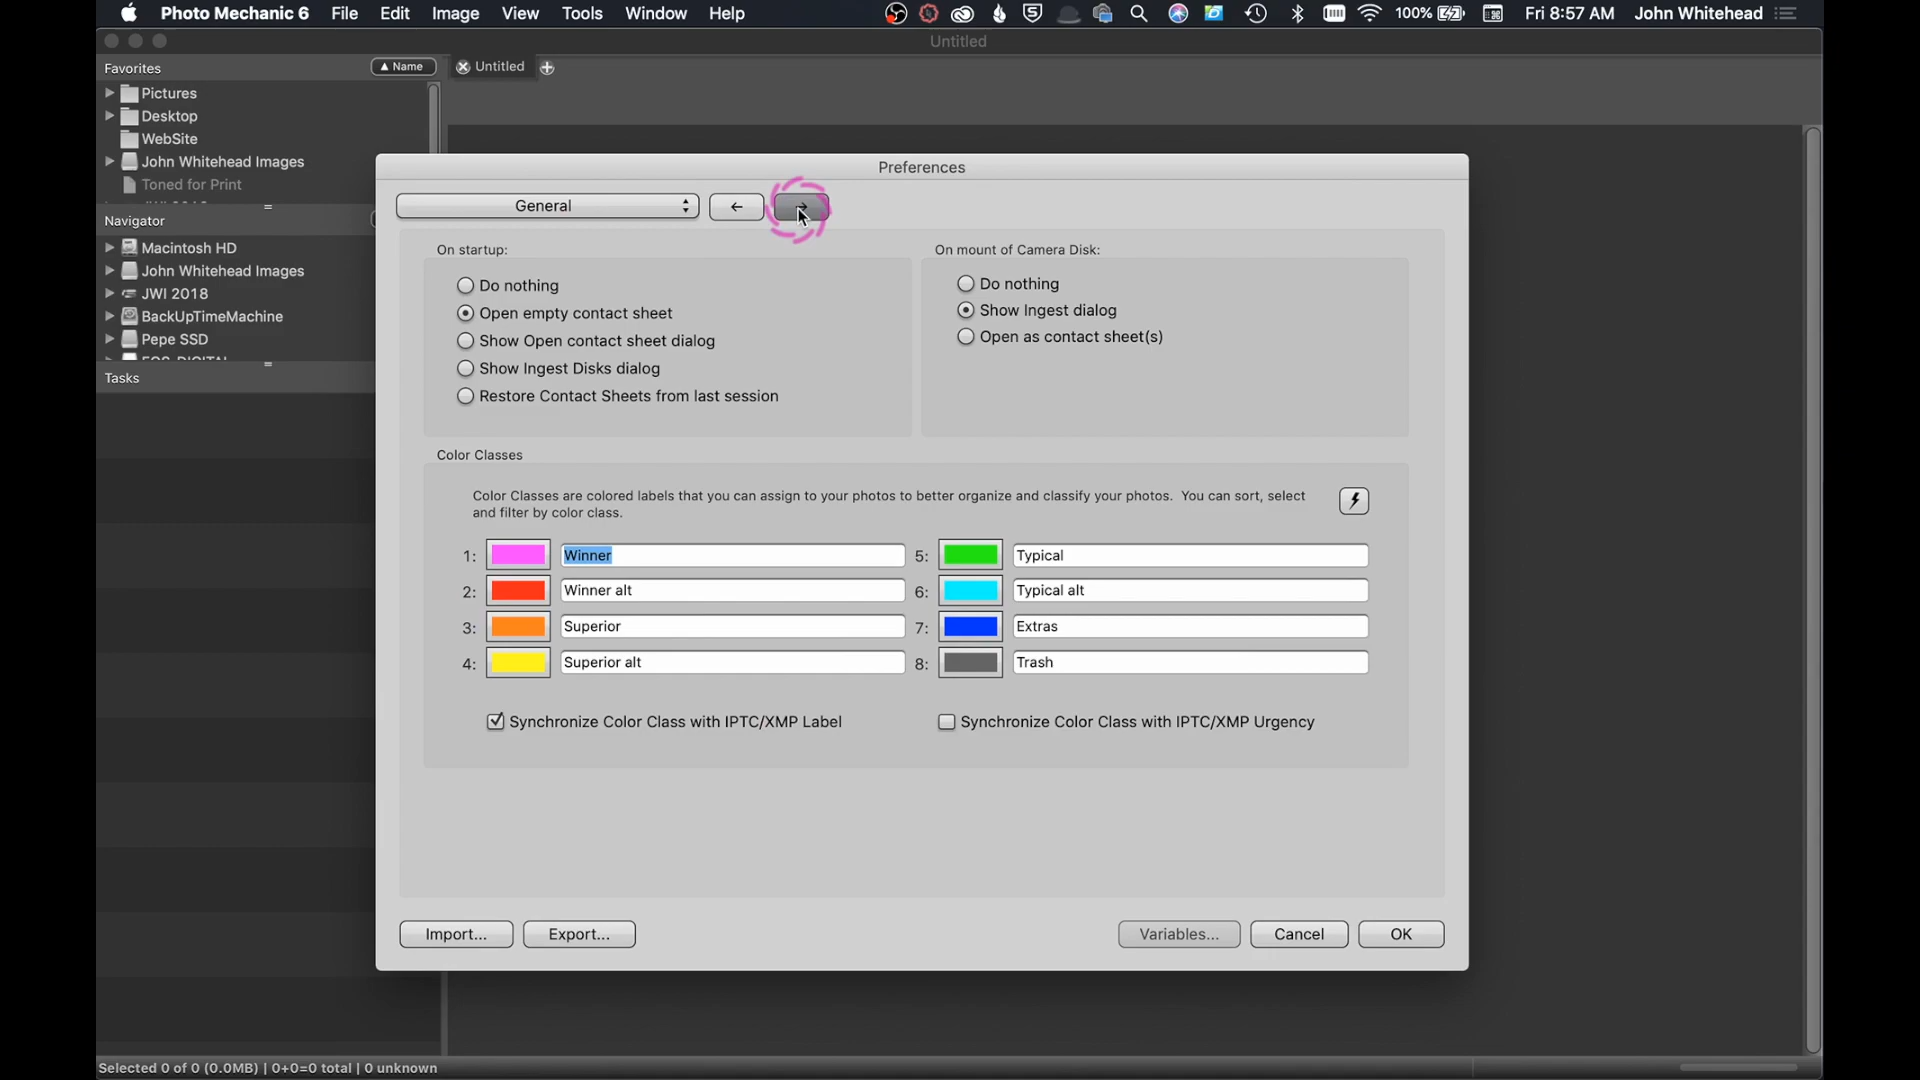 Photo Mechanic 6 File Edit Image View Tools Window Help 100% Fri 8:57 AM John Whitehead
Untitled
Favorites ▲ Name Untitled
Pictures
Desktop
WebSite
John Whitehead Images
Toned for Print
Navigator
Macintosh HD
John Whitehead Images
JWI 2018
BackUpTimeMachine
Pepe SSD
Tasks
Preferences
General ← →
On startup:
Do nothing
Open empty contact sheet
Show Open contact sheet dialog
Show Ingest Disks dialog
Restore Contact Sheets from last session
On mount of Camera Disk:
Do nothing
Show Ingest dialog
Open as contact sheet(s)
Color Classes
Color Classes are colored labels that you can assign to your photos to better organize and classify your photos. You can sort, select
and filter by color class.
1: Winner 5: Typical
2: Winner alt 6: Typical alt
3: Superior 7: Extras
4: Superior alt 8: Trash
Synchronize Color Class with IPTC/XMP Label Synchronize Color Class with IPTC/XMP Urgency
Import... Export... Variables... Cancel OK
Selected 0 of 0 (0.0MB) | 0+0=0 total | 0 unknown